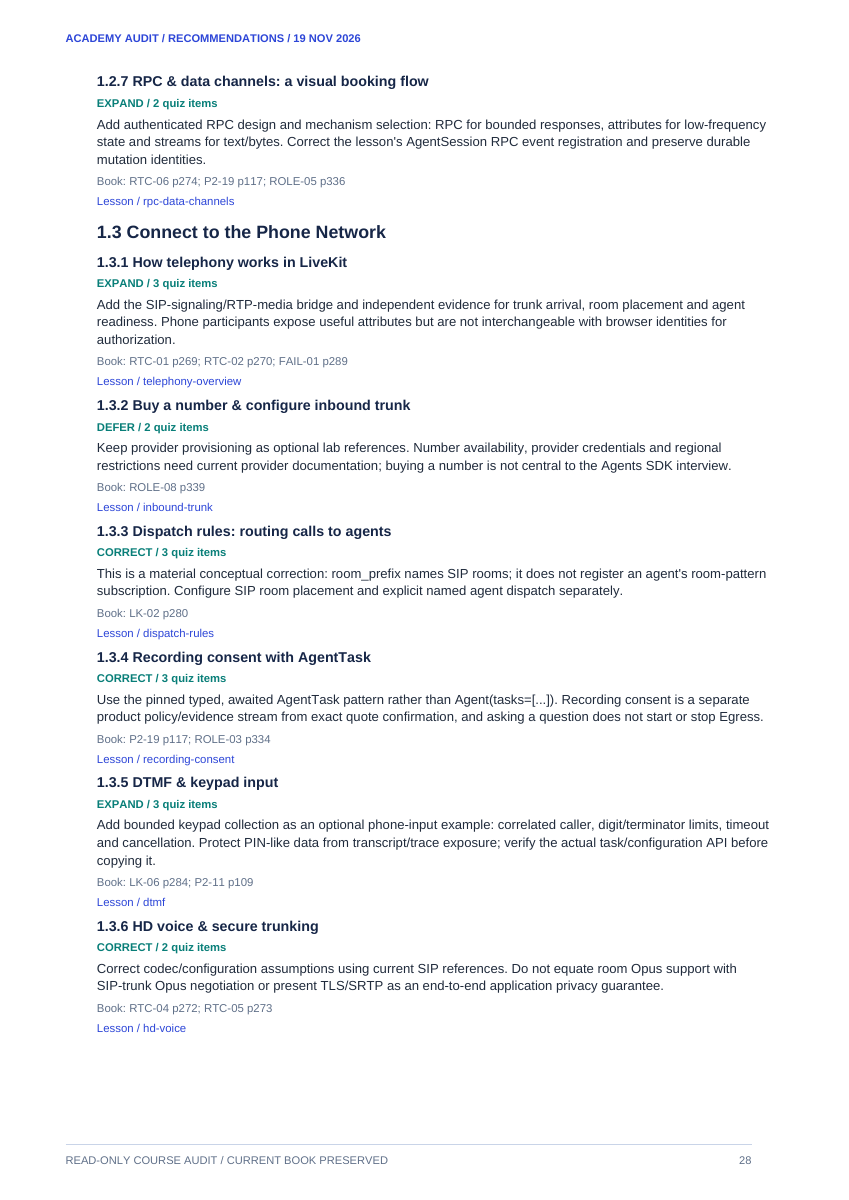 ACADEMY AUDIT / RECOMMENDATIONS / 19 NOV 2026
1.2.7 RPC & data channels: a visual booking flow
EXPAND / 2 quiz items
Add authenticated RPC design and mechanism selection: RPC for bounded responses, attributes for low-frequency
state and streams for text/bytes. Correct the lesson's AgentSession RPC event registration and preserve durable
mutation identities.
Book: RTC-06 p274; P2-19 p117; ROLE-05 p336
Lesson / rpc-data-channels
1.3 Connect to the Phone Network
1.3.1 How telephony works in LiveKit
EXPAND / 3 quiz items
Add the SIP-signaling/RTP-media bridge and independent evidence for trunk arrival, room placement and agent
readiness. Phone participants expose useful attributes but are not interchangeable with browser identities for
authorization.
Book: RTC-01 p269; RTC-02 p270; FAIL-01 p289
Lesson / telephony-overview
1.3.2 Buy a number & configure inbound trunk
DEFER / 2 quiz items
Keep provider provisioning as optional lab references. Number availability, provider credentials and regional
restrictions need current provider documentation; buying a number is not central to the Agents SDK interview.
Book: ROLE-08 p339
Lesson / inbound-trunk
1.3.3 Dispatch rules: routing calls to agents
CORRECT / 3 quiz items
This is a material conceptual correction: room_prefix names SIP rooms; it does not register an agent's room-pattern
subscription. Configure SIP room placement and explicit named agent dispatch separately.
Book: LK-02 p280
Lesson / dispatch-rules
1.3.4 Recording consent with AgentTask
CORRECT / 3 quiz items
Use the pinned typed, awaited AgentTask pattern rather than Agent(tasks=[...]). Recording consent is a separate
product policy/evidence stream from exact quote confirmation, and asking a question does not start or stop Egress.
Book: P2-19 p117; ROLE-03 p334
Lesson / recording-consent
1.3.5 DTMF & keypad input
EXPAND / 3 quiz items
Add bounded keypad collection as an optional phone-input example: correlated caller, digit/terminator limits, timeout
and cancellation. Protect PIN-like data from transcript/trace exposure; verify the actual task/configuration API before
copying it.
Book: LK-06 p284; P2-11 p109
Lesson / dtmf
1.3.6 HD voice & secure trunking
CORRECT / 2 quiz items
Correct codec/configuration assumptions using current SIP references. Do not equate room Opus support with
SIP-trunk Opus negotiation or present TLS/SRTP as an end-to-end application privacy guarantee.
Book: RTC-04 p272; RTC-05 p273
Lesson / hd-voice
READ-ONLY COURSE AUDIT / CURRENT BOOK PRESERVED
28